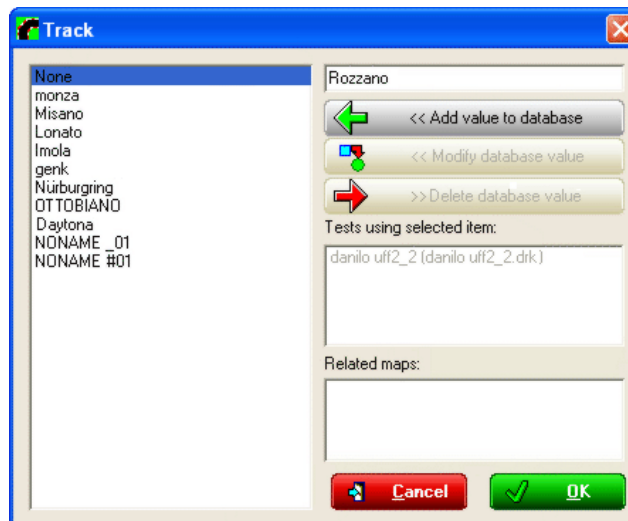 Track
None
monza
Misano
Lonato
Imola
genk
Nürburgring
OTTOBIANO
Daytona
NONAME _01
NONAME #01
Rozzano
<< Add value to database
<< Modify database value
>> Delete database value
Tests using selected item:
danilo uff2_2 (danilo uff2_2.drk)
Related maps:
Cancel
OK